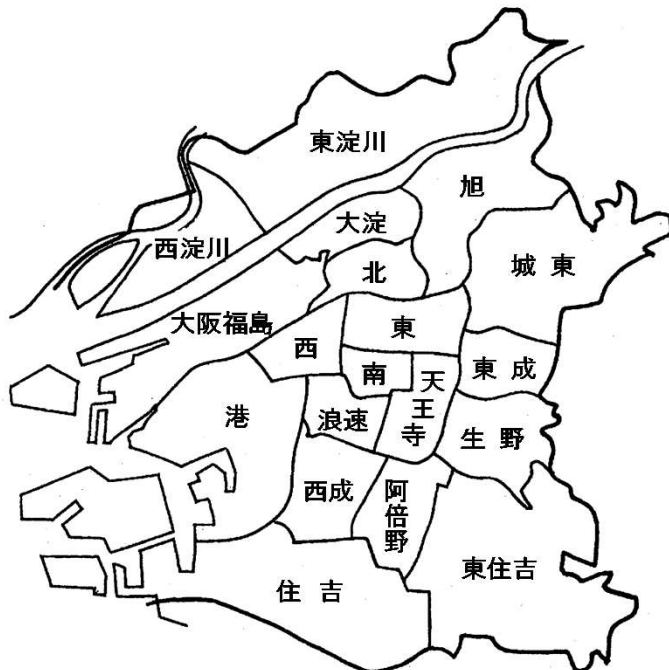 東淀川
旭
大淀
西淀川
城東
北
大阪福島
東
西
南
天王寺
東成
港
浪速
生野
西成
阿倍野
東住吉
住吉